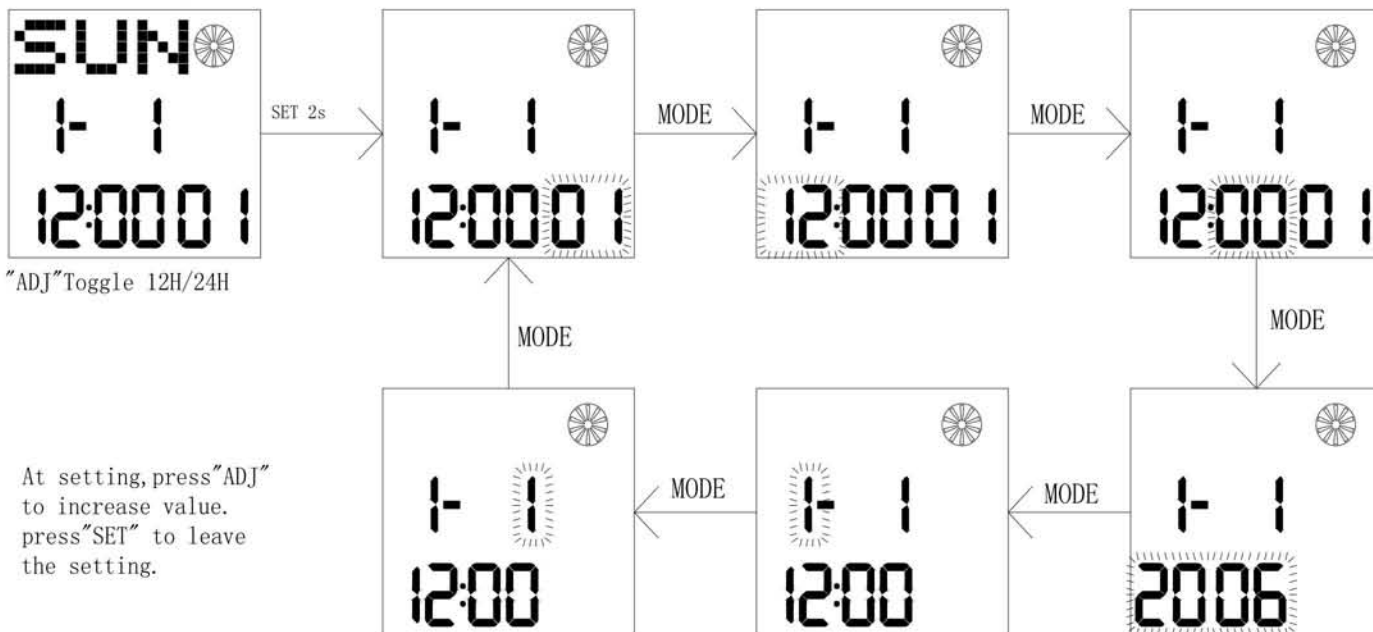 SUN
1- 1
12:00 01
"ADJ"Toggle 12H/24H
SET 2s
1- 1
12:00 01
MODE
1- 1
12:00 01
MODE
1- 1
12:00 01
MODE
1- 1
2006
MODE
1- 1
12:00
MODE
1- 1
12:00
MODE
At setting,press"ADJ"
to increase value.
press"SET" to leave
the setting.